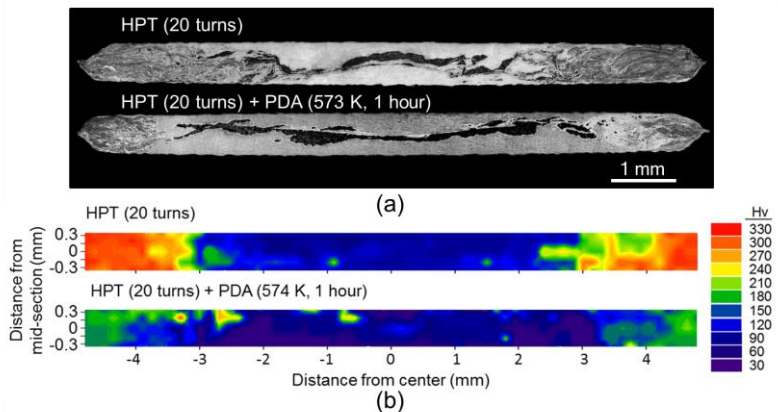 HPT (20 turns)
HPT (20 turns) + PDA (573 K, 1 hour)
1 mm
(a)
HPT (20 turns)
Hv
330
300
270
240
210
150
120
90
60
30
0.3
0
-0.3
HPT (20 turns) + PDA (574 K, 1 hour)
0.3
0
-0.3
Distance from
mid-section (mm)
-4 -3 -2 -1 0 1 2 3 4
Distance from center (mm)
(b)